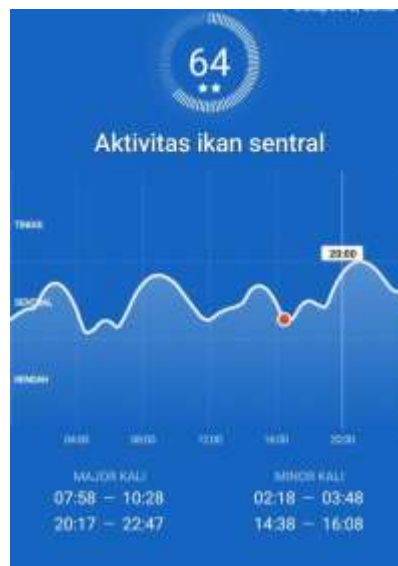 64
Aktivitas ikan sentral
TINGGI
20:00
SENTRAL
RENDAH
04:00 08:00 12:00 16:00 20:00
MAJOR KALI MINOR KALI
07:58 – 10:28 02:18 – 03:48
20:17 – 22:47 14:38 – 16:08